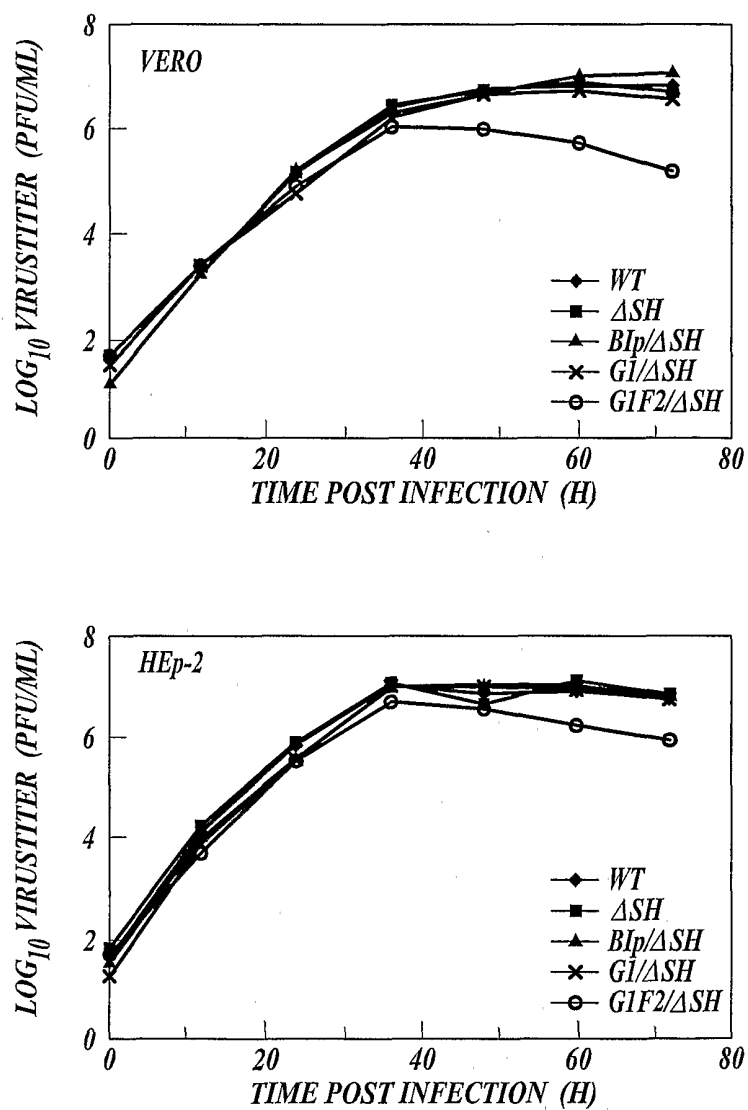 VERO
LOG10 VIRUSTITER (PFU/ML)
8
6
4
2
0
0 20 40 60 80
TIME POST INFECTION (H)
WT
ΔSH
BIp/ΔSH
G1/ΔSH
G1F2/ΔSH
HEp-2
LOG10 VIRUSTITER (PFU/ML)
8
6
4
2
0
0 20 40 60 80
TIME POST INFECTION (H)
WT
ΔSH
BIp/ΔSH
G1/ΔSH
G1F2/ΔSH